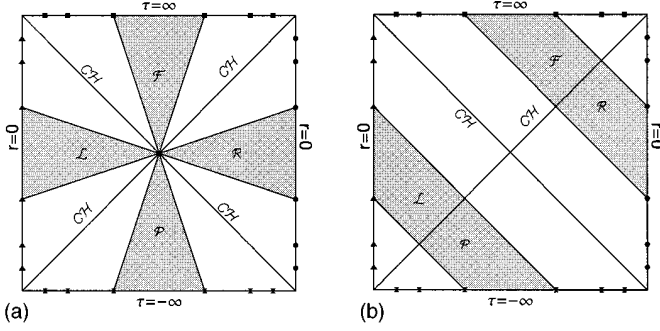 τ=∞
ℱ
CH
CH
r=0
ℒ
ℛ
r=0
CH
CH
𝒫
τ=−∞
(a)
τ=∞
ℱ
ℛ
CH
CH
r=0
r=0
ℒ
𝒫
τ=−∞
(b)